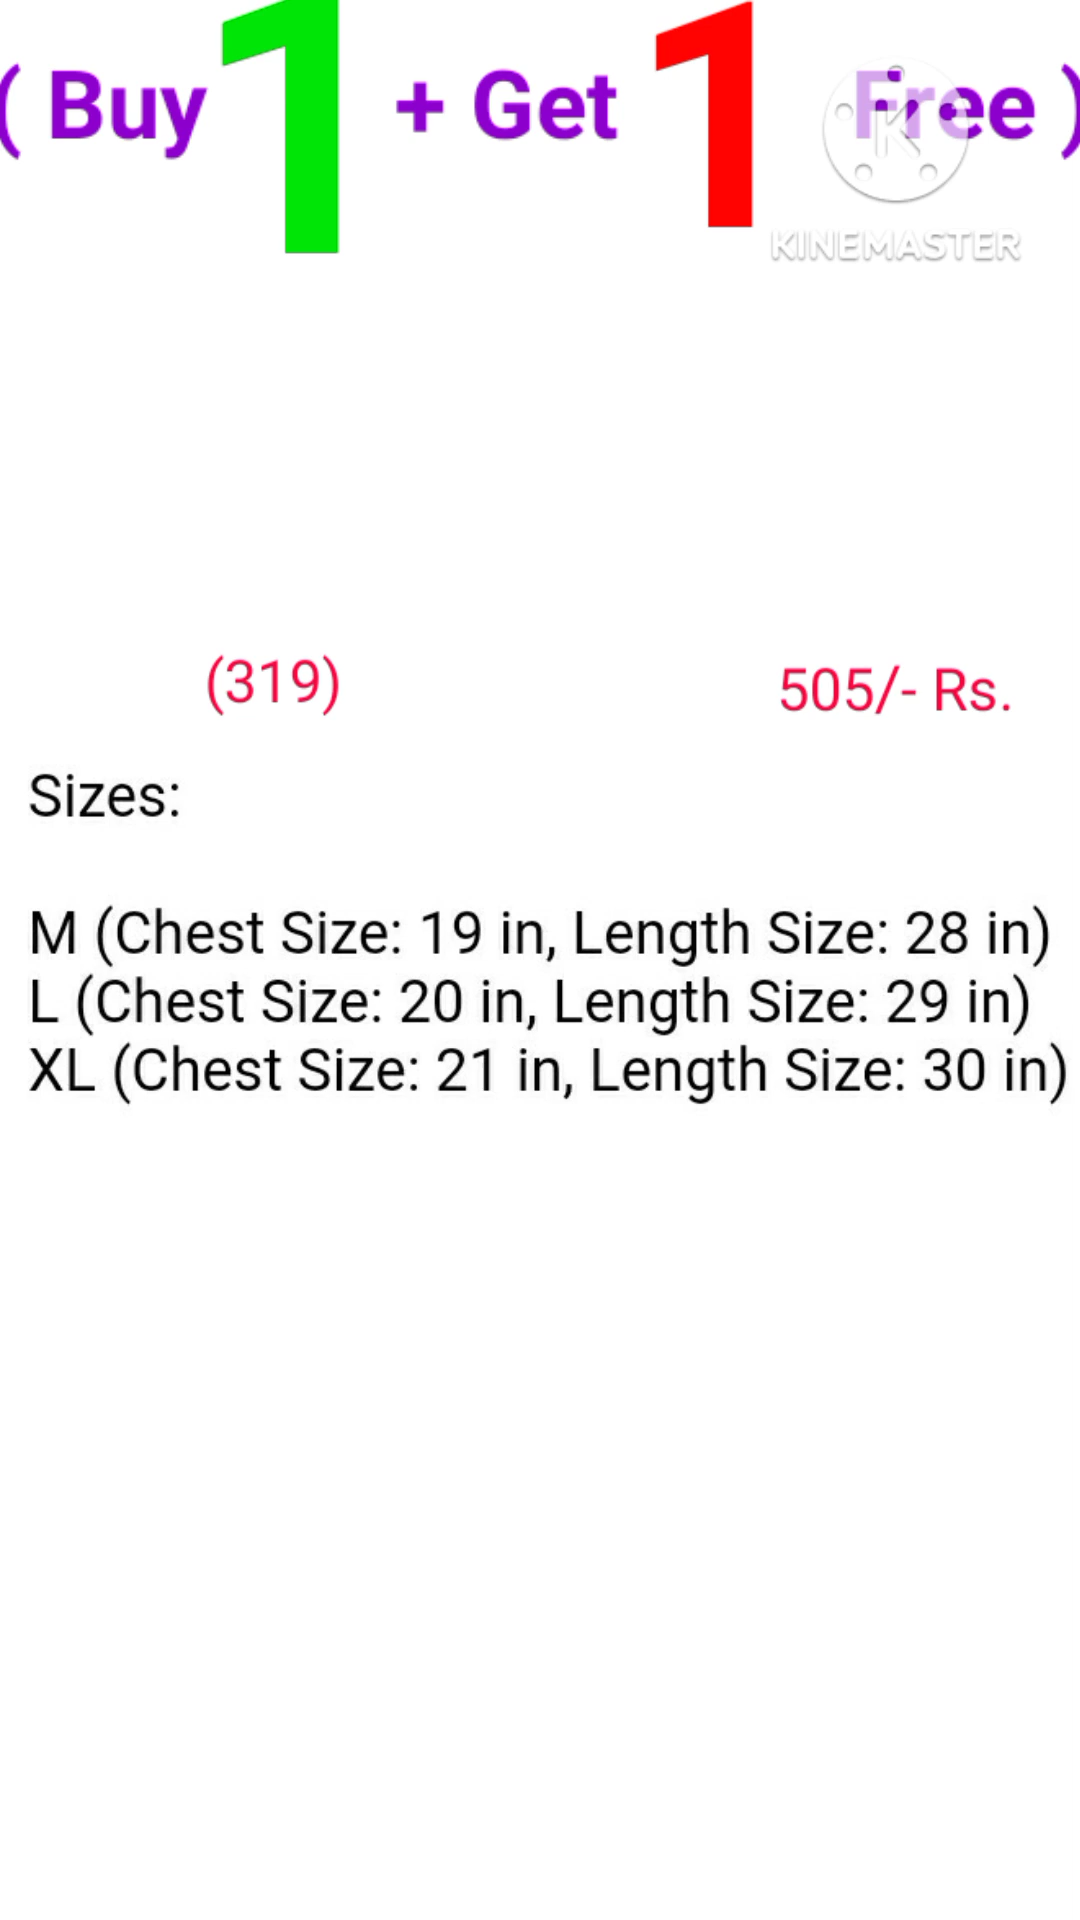 ( Buy 1 + Get 1 Free )
KINEMASTER
(319) 505/- Rs.
Sizes:
M (Chest Size: 19 in, Length Size: 28 in)
L (Chest Size: 20 in, Length Size: 29 in)
XL (Chest Size: 21 in, Length Size: 30 in)